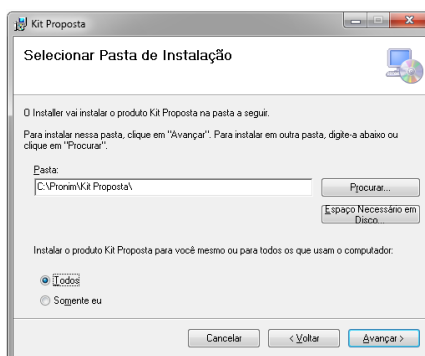 Kit Proposta
Selecionar Pasta de Instalação
O Installer vai instalar o produto Kit Proposta na pasta a seguir.
Para instalar nessa pasta, clique em "Avançar". Para instalar em outra pasta, digite-a abaixo ou
clique em "Procurar".
Pasta:
C:\Pronim\Kit Proposta\
Procurar...
Espaço Necessário em
Disco...
Instalar o produto Kit Proposta para você mesmo ou para todos os que usam o computador:
Todos
Somente eu
Cancelar
< Voltar
Avançar >